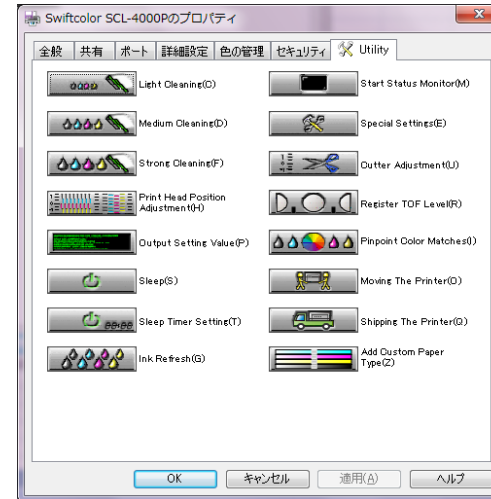 Swiftcolor SCL-4000Pのプロパティ
全般 共有 ポート 詳細設定 色の管理 セキュリティ Utility
Light Cleaning(C) Start Status Monitor(M)
Medium Cleaning(D) Special Settings(E)
Strong Cleaning(F) Cutter Adjustment(U)
Print Head Position
Adjustment(H)
Register TOF Level(R)
Output Setting Value(P) Pinpoint Color Matches(I)
Sleep(S) Moving The Printer(O)
Sleep Timer Setting(T) Shipping The Printer(Q)
Ink Refresh(G)
Add Custom Paper
Type(Z)
OK キャンセル 適用(A) ヘルプ